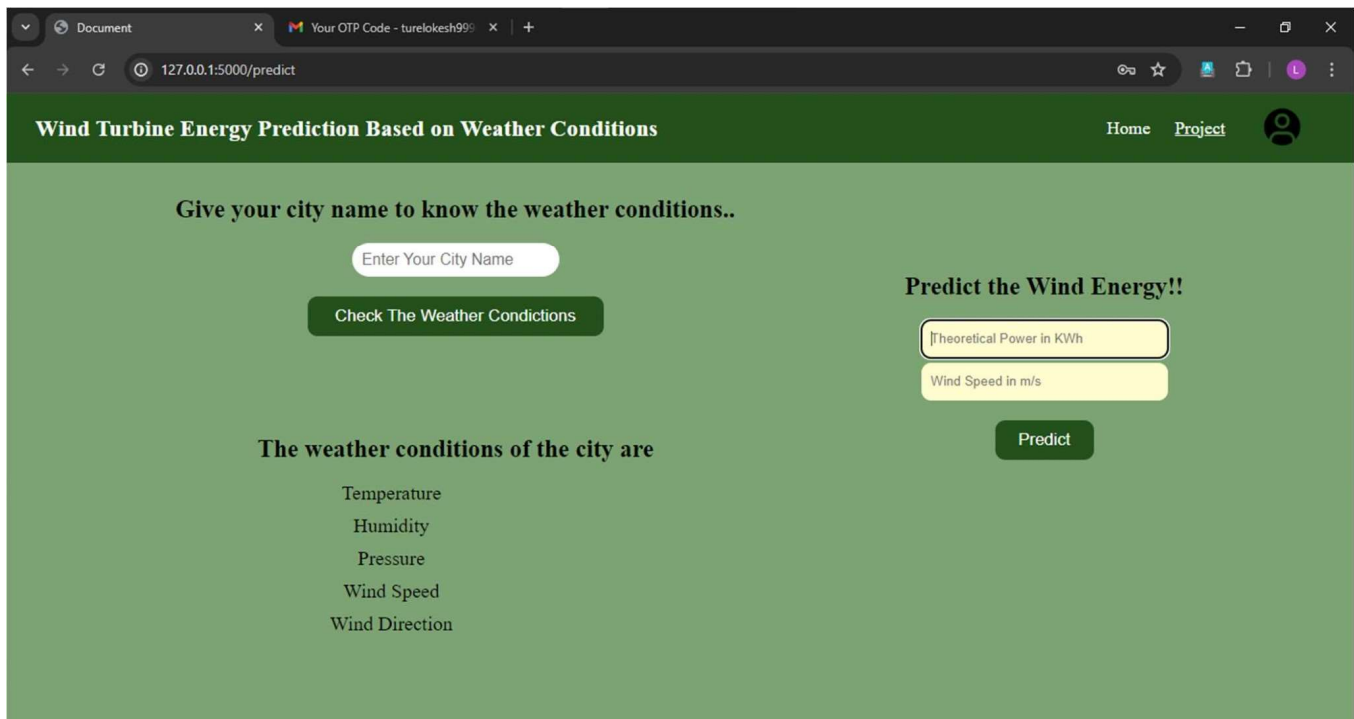 Document
Your OTP Code - turelokesh999
127.0.0.1:5000/predict
L
Wind Turbine Energy Prediction Based on Weather Conditions
Home Project
Give your city name to know the weather conditions..
Enter Your City Name
Check The Weather Condictions
The weather conditions of the city are
Temperature
Humidity
Pressure
Wind Speed
Wind Direction
Predict the Wind Energy!!
Theoretical Power in KWh
Wind Speed in m/s
Predict